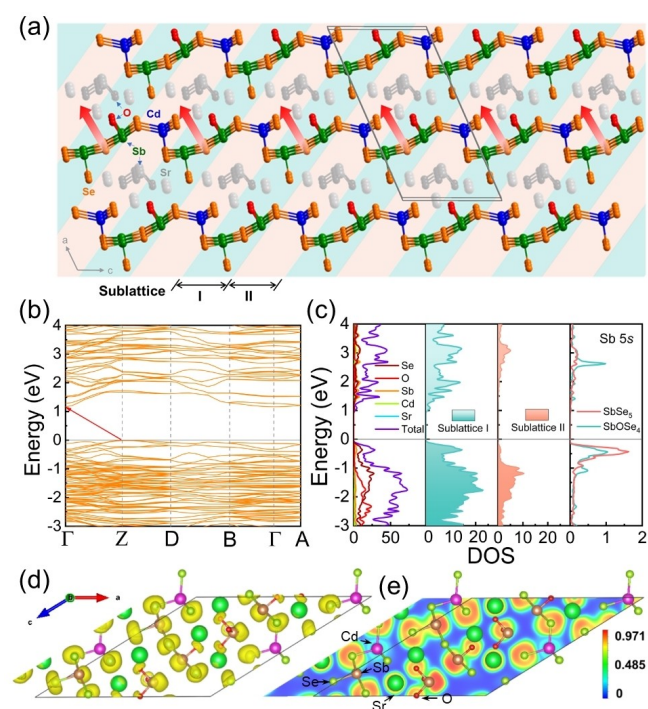 (a)
O
Cd
Sb
Se
Sr
a
c
Sublattice I II
(b)
Energy (eV)
4
3
2
1
0
-1
-2
-3
Γ Z D B Γ A
(c)
Energy (eV)
4
3
2
1
0
-1
-2
-3
Se
O
Sb
Cd
Sr
Total
Sublattice I
Sublattice II
Sb 5s
SbSe5
SbOSe4
0 50 0 10 20 0 10 20 0 1 2
DOS
(d)
a
c
(e)
Cd
Se
Sb
Sr
O
0.971
0.485
0